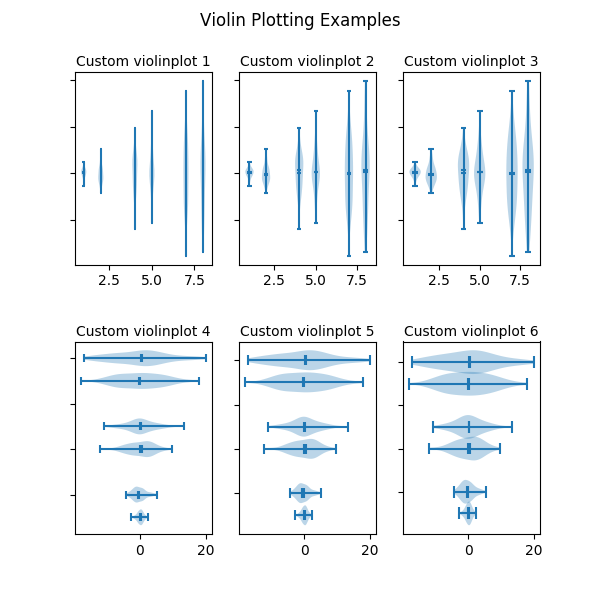 Violin Plotting Examples
Custom violinplot 1 Custom violinplot 2 Custom violinplot 3
2.5 5.0 7.5 2.5 5.0 7.5 2.5 5.0 7.5
Custom violinplot 4 Custom violinplot 5 Custom violinplot 6
0 20 0 20 0 20